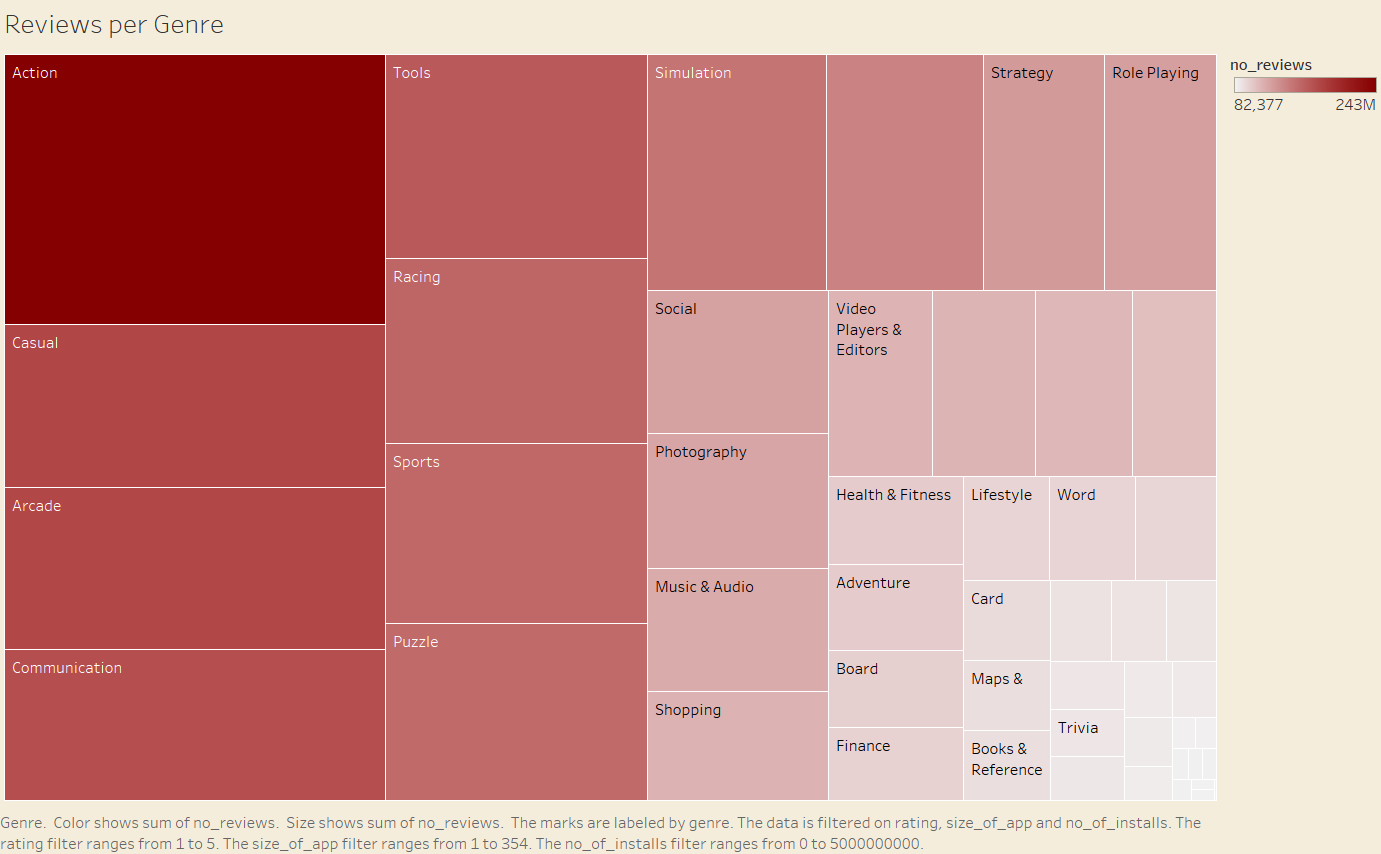 Reviews per Genre
Action
Tools
Simulation
Strategy
Role Playing
no_reviews
82,377
243M
Racing
Social
Video
Players &
Editors
Casual
Sports
Photography
Health & Fitness
Lifestyle
Word
Arcade
Music & Audio
Adventure
Card
Puzzle
Communication
Board
Maps &
Shopping
Trivia
Finance
Books &
Reference
Genre.  Color shows sum of no_reviews.  Size shows sum of no_reviews.  The marks are labeled by genre. The data is filtered on rating, size_of_app and no_of_installs. The
rating filter ranges from 1 to 5. The size_of_app filter ranges from 1 to 354. The no_of_installs filter ranges from 0 to 5000000000.